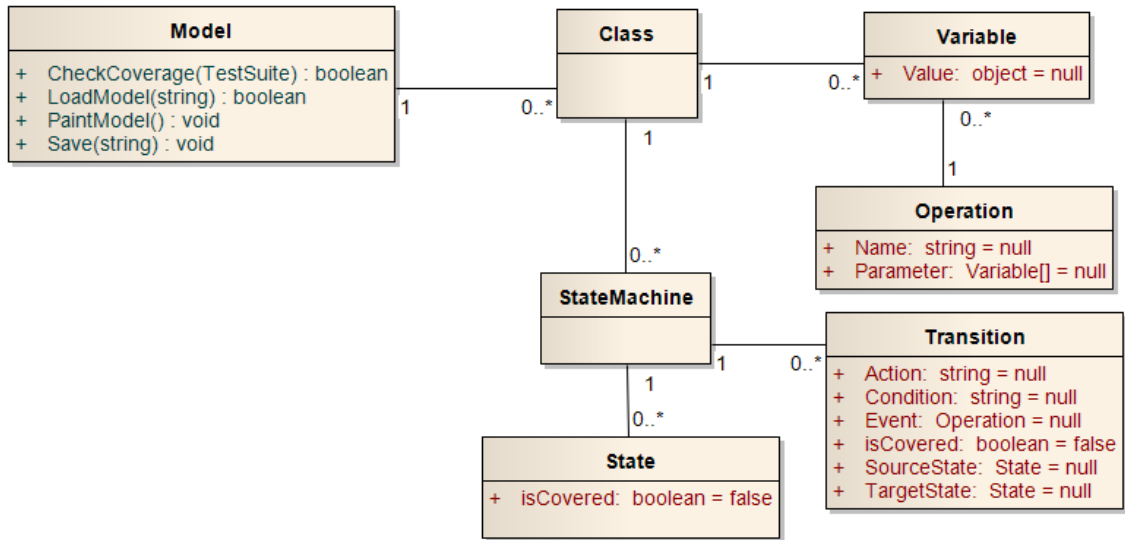 Model
+ CheckCoverage(TestSuite) : boolean
+ LoadModel(string) : boolean
+ PaintModel() : void
+ Save(string) : void
1
0..*
Class
1
0..*
Variable
+ Value: object = null
0..*
1
1
Operation
+ Name: string = null
+ Parameter: Variable[] = null
0..*
StateMachine
1
0..*
1
0..*
Transition
+ Action: string = null
+ Condition: string = null
+ Event: Operation = null
+ isCovered: boolean = false
+ SourceState: State = null
+ TargetState: State = null
State
+ isCovered: boolean = false